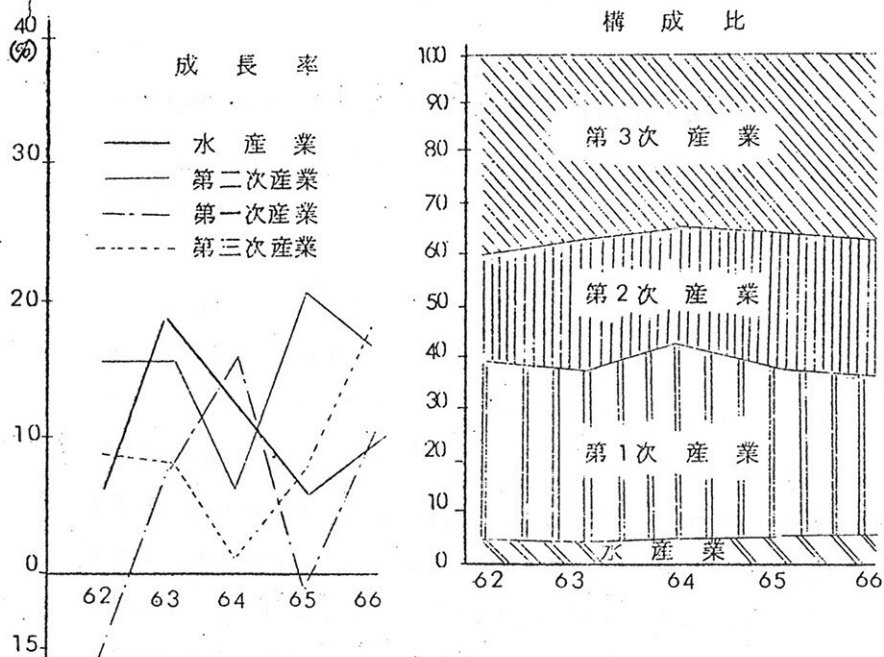 40
(%)
成 長 率
30
水 産 業
第二次産業
第一次産業
第三次産業
20
10
0
62 63 64 65 66
15
構 成 比
100
90
80
70
60
50
40
30
20
10
0
第3次 産 業
第2次 産 業
第1次 産 業
水 産 業
62 63 64 65 66